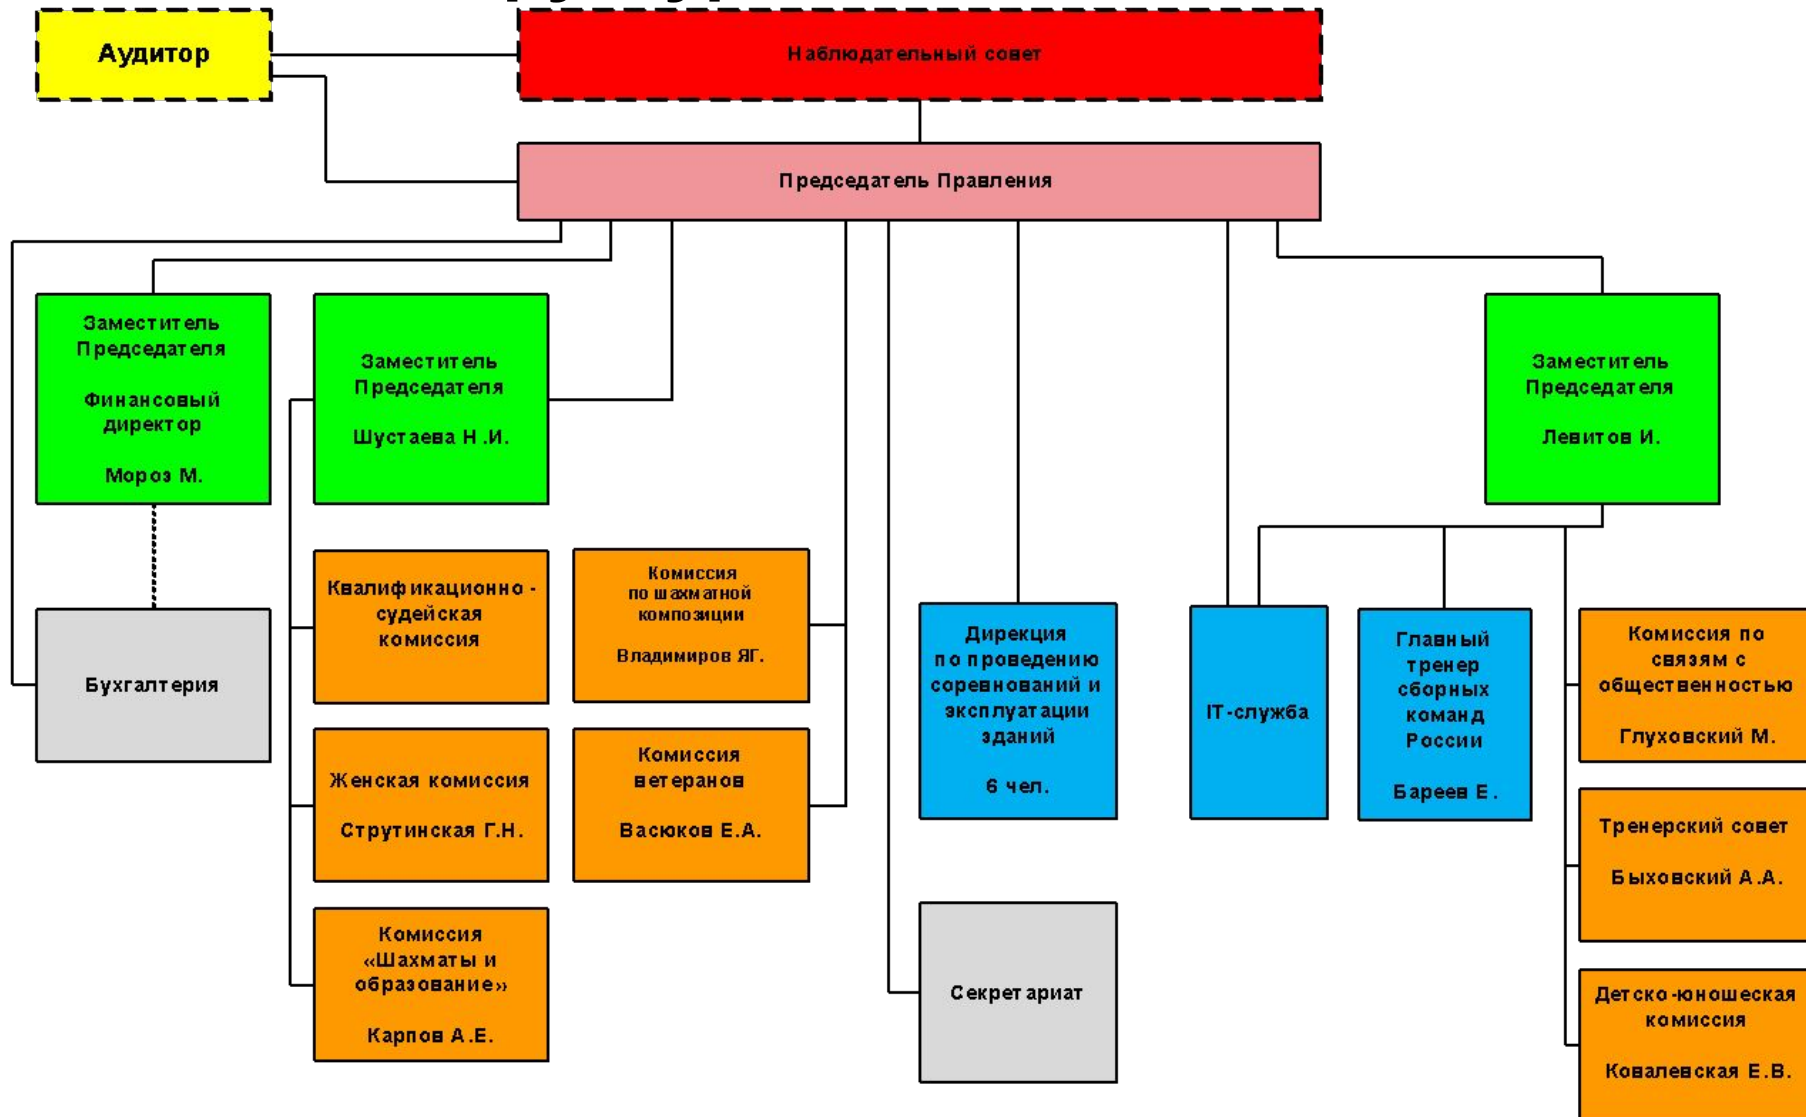 Аудитор
Наблюдательный совет
Председатель Правления
Заместитель
Председателя
Финансовый
директор
Мороз М.
Заместитель
Председателя
Шустаева Н.И.
Заместитель
Председателя
Левитов И.
Бухгалтерия
Квалификационно-
судейская
комиссия
Комиссия
по шахматной
композиции
Владимиров ЯГ.
Женская комиссия
Струтинская Г.Н.
Комиссия
ветеранов
Васюков Е.А.
Комиссия
«Шахматы и
образование»
Карпов А.Е.
Дирекция
по проведению
соревнований и
эксплуатации
зданий
6 чел.
Секретариат
IT-служба
Главный
тренер
сборных
команд
России
Бареев Е.
Комиссия по
связям с
общественностью
Глуховский М.
Тренерский совет
Быховский А.А.
Детско-юношеская
комиссия
Ковалевская Е.В.